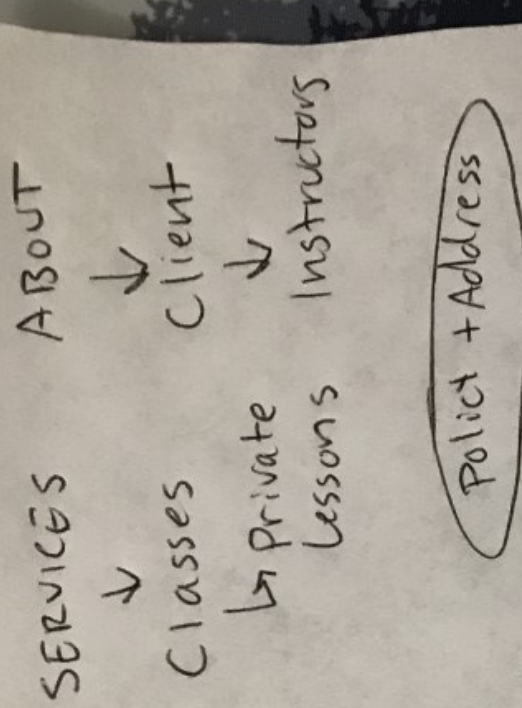 SERVICES ABOUT
↓ ↓
Classes Client
↳ Private ↓
Lessons Instructors
Polict + Address